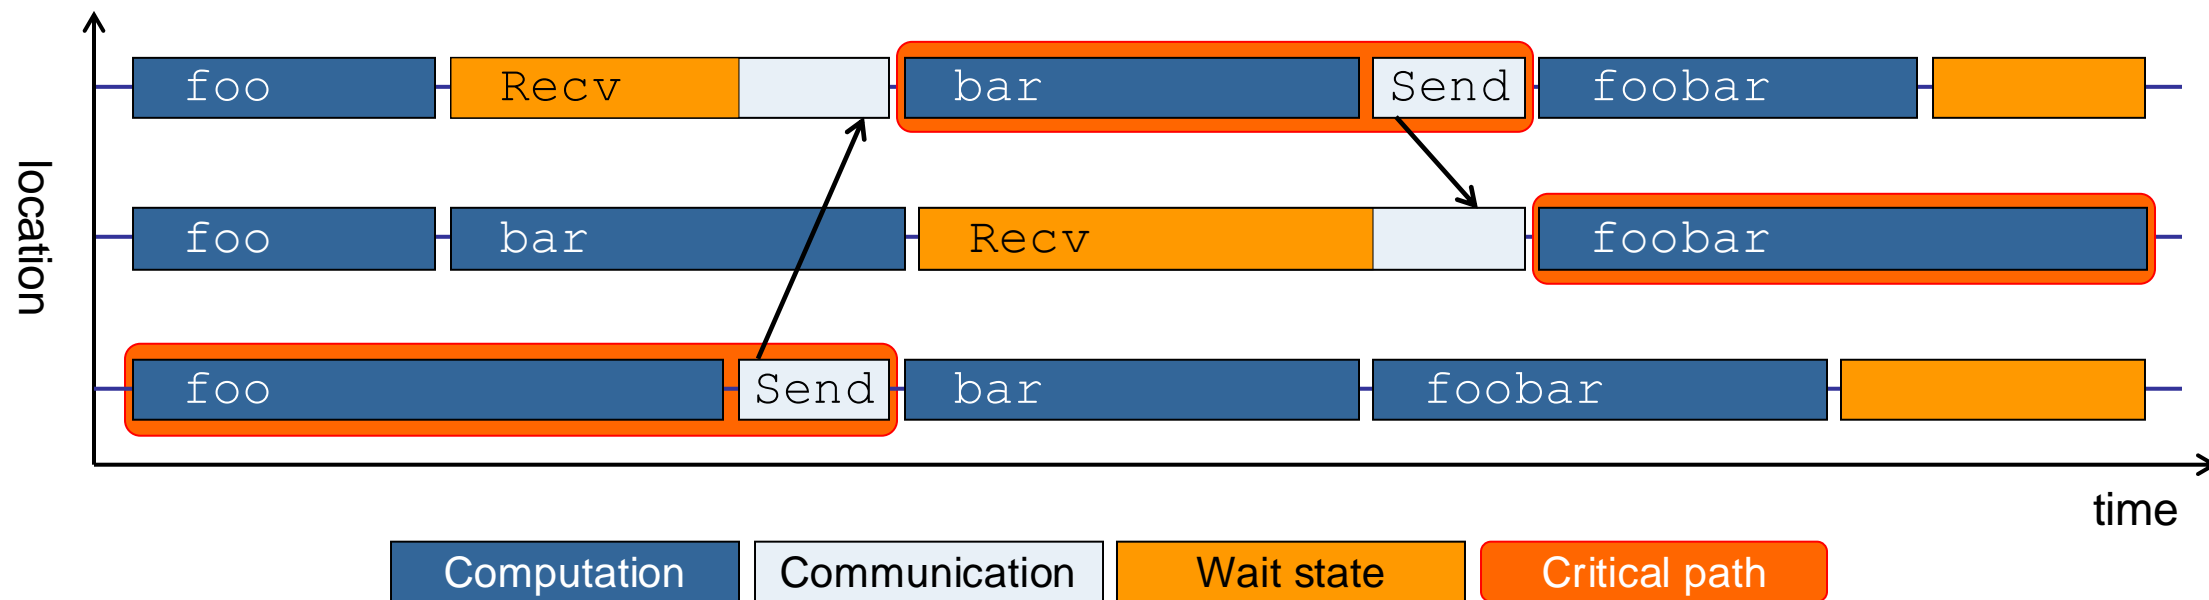 foo Recv bar Send foobar
location
foo bar Recv foobar
foo Send bar foobar
time
Computation Communication Wait state Critical path